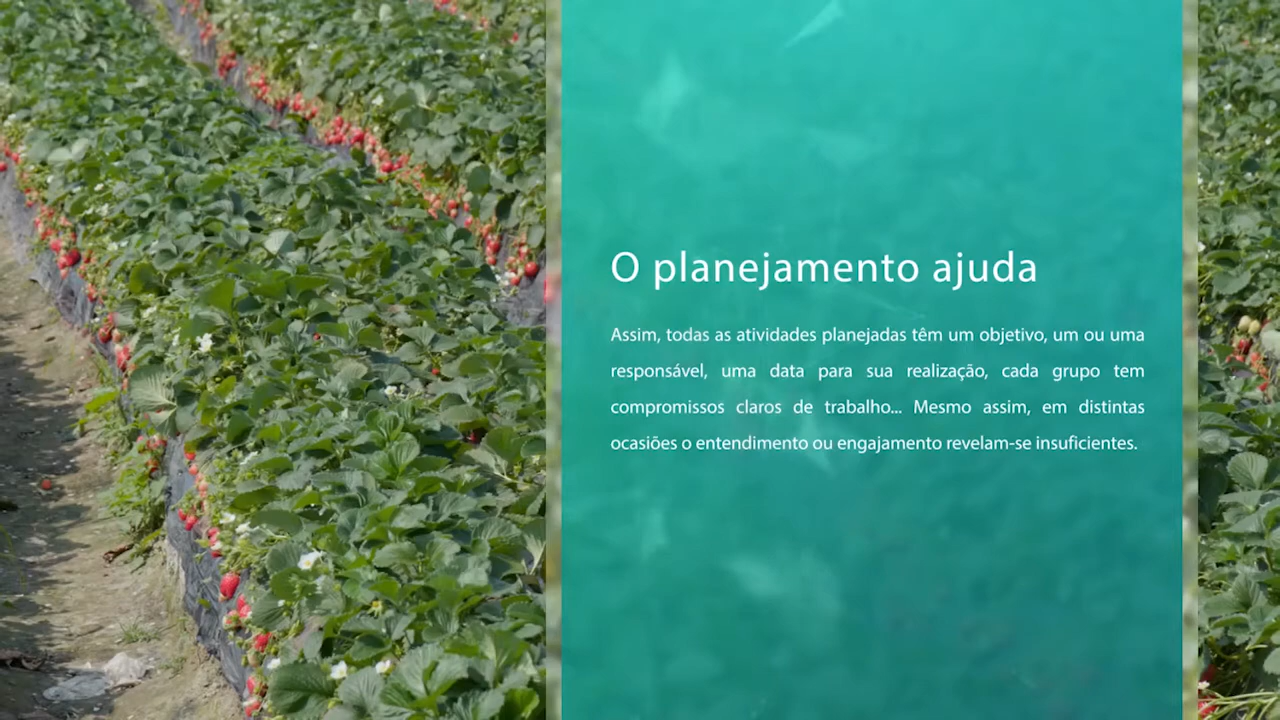 O planejamento ajuda
Assim, todas as atividades planejadas têm um objetivo, um ou uma
responsável, uma data para sua realização, cada grupo tem
compromissos claros de trabalho... Mesmo assim, em distintas
ocasiões o entendimento ou engajamento revelam-se insuficientes.